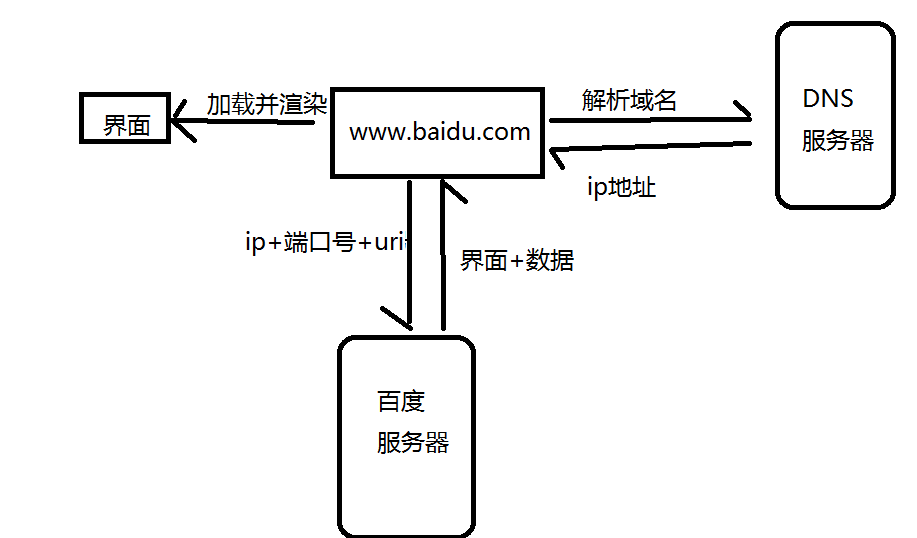 界面
加载并渲染
www.baidu.com
解析域名
ip地址
DNS
服务器
ip+端口号+uri
界面+数据
百度
服务器